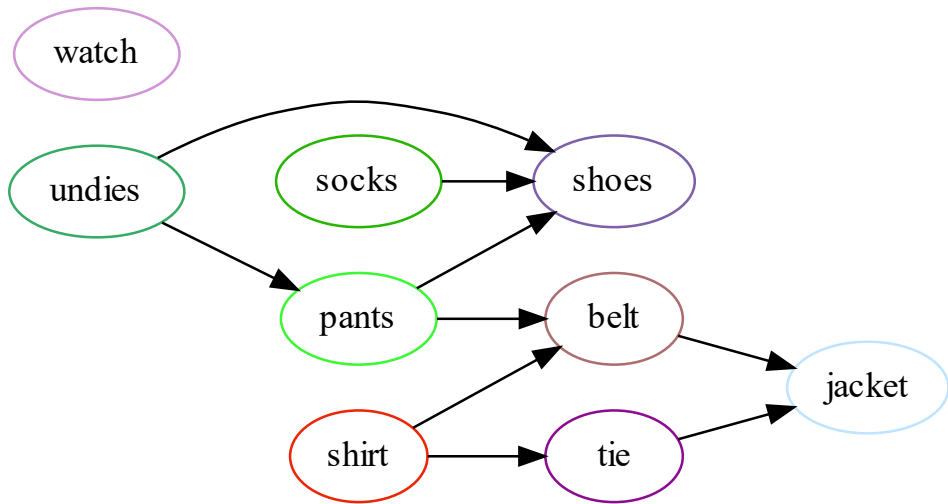 watch
undies
socks
shoes
pants
belt
jacket
shirt
tie